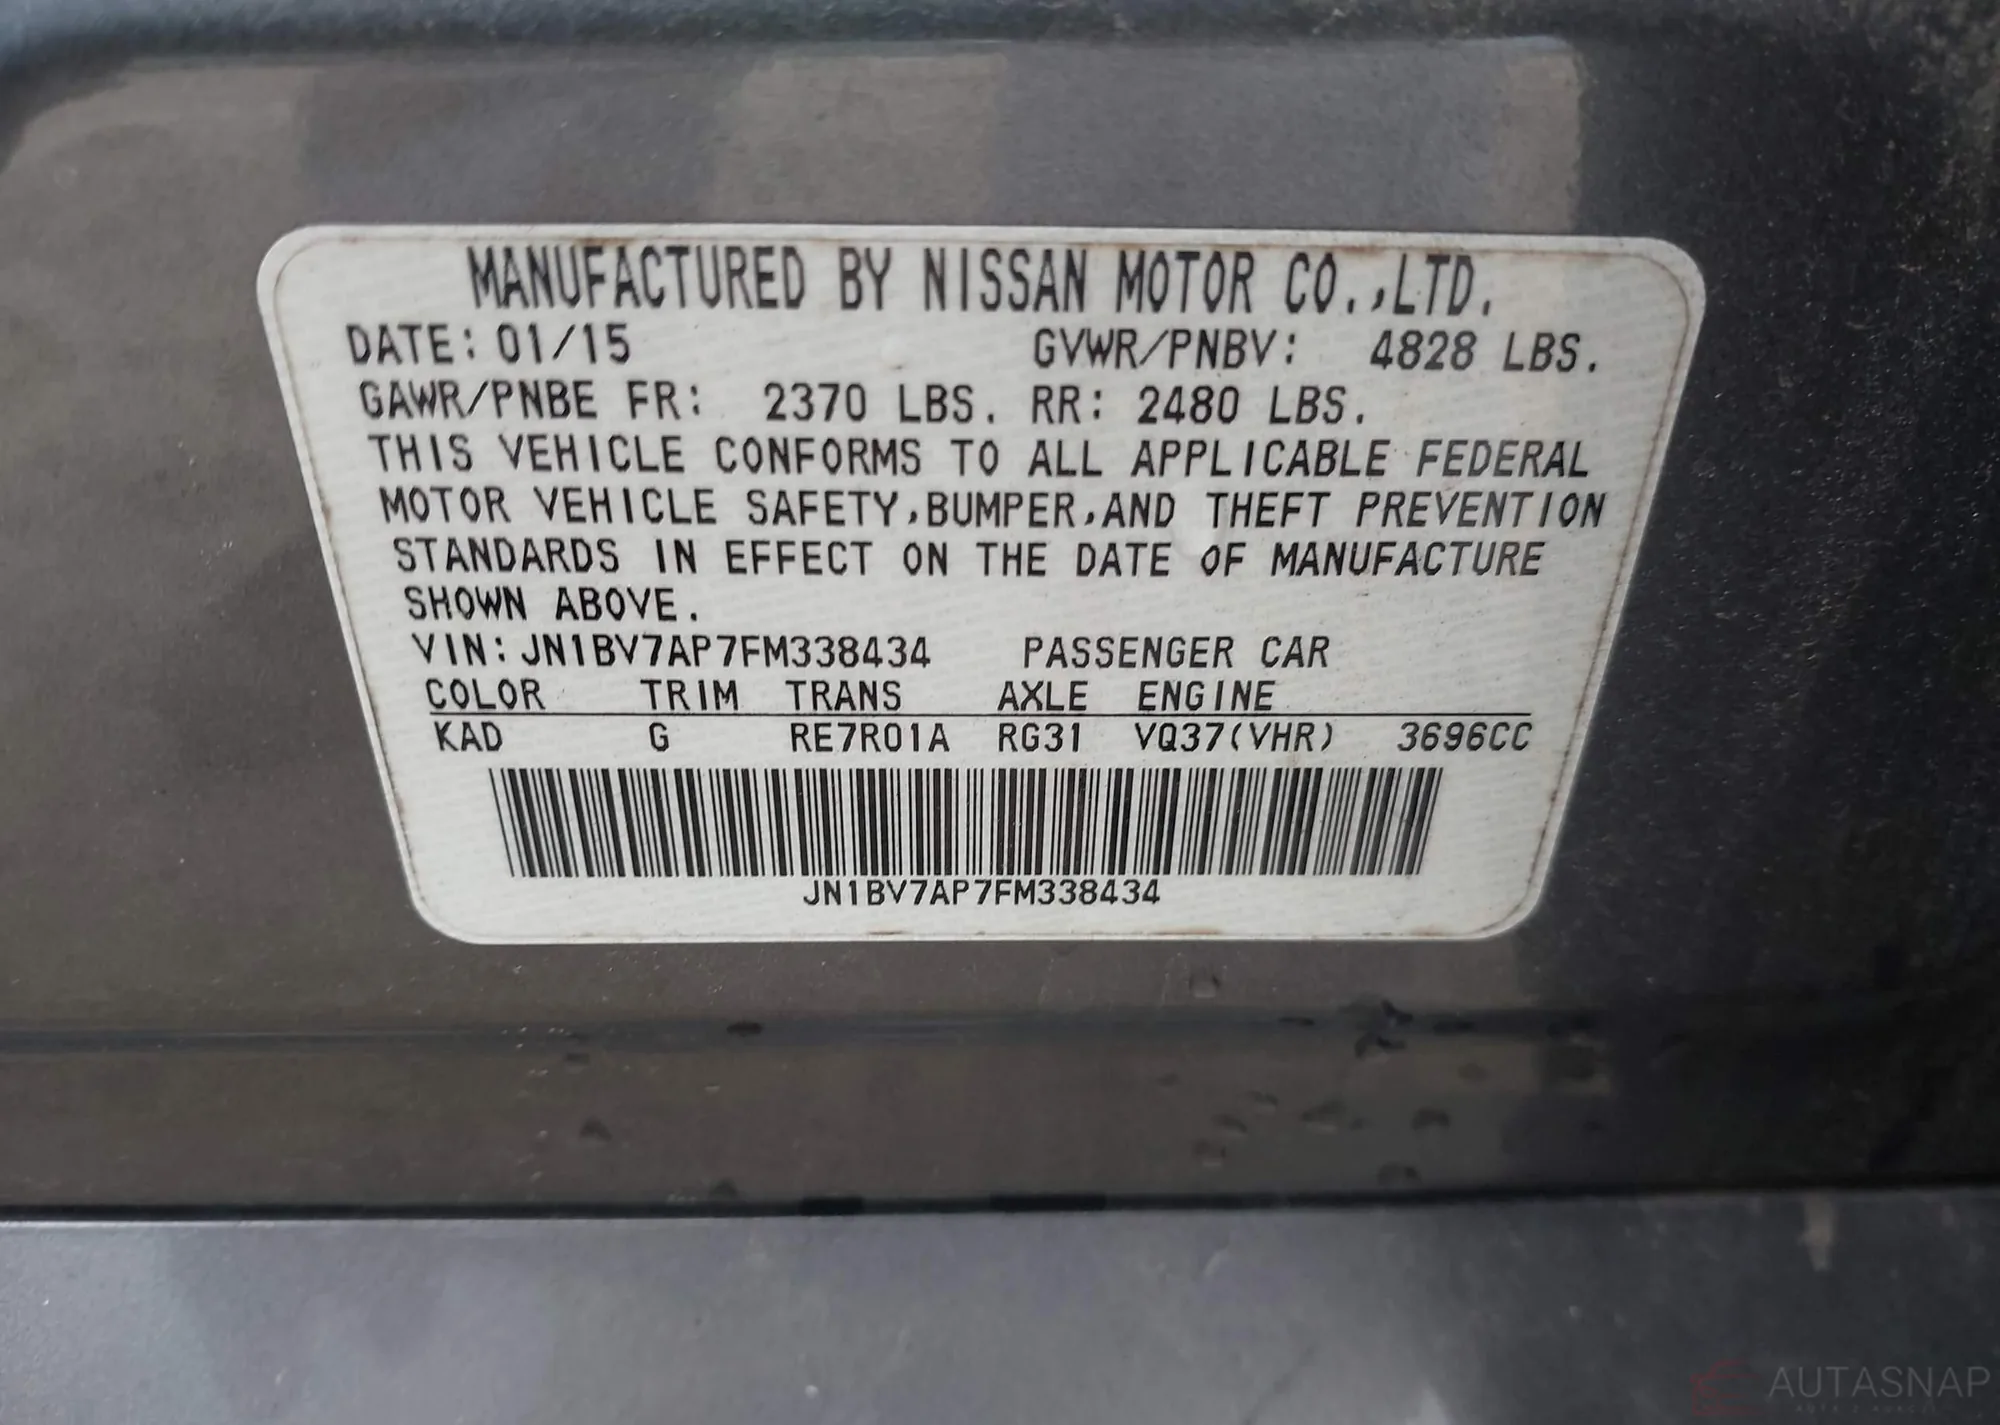 MANUFACTURED BY NISSAN MOTOR CO.,LTD.
DATE: 01/15 GVWR/PNBV: 4828 LBS.
GAWR/PNBE FR: 2370 LBS. RR: 2480 LBS.
THIS VEHICLE CONFORMS TO ALL APPLICABLE FEDERAL
MOTOR VEHICLE SAFETY,BUMPER,AND THEFT PREVENTION
STANDARDS IN EFFECT ON THE DATE OF MANUFACTURE
SHOWN ABOVE.
VIN:JN1BV7AP7FM338434 PASSENGER CAR
COLOR TRIM TRANS AXLE ENGINE
KAD G RE7R01A RG31 VQ37(VHR) 3696CC
JN1BV7AP7FM338434
AUTASNAP